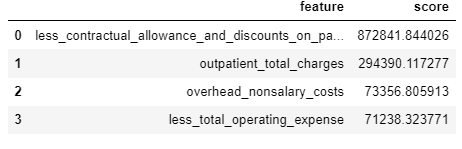 feature score
0 less_contractual_allowance_and_discounts_on_pa... 872841.844026
1 outpatient_total_charges 294390.117277
2 overhead_nonsalary_costs 73356.805913
3 less_total_operating_expense 71238.323771